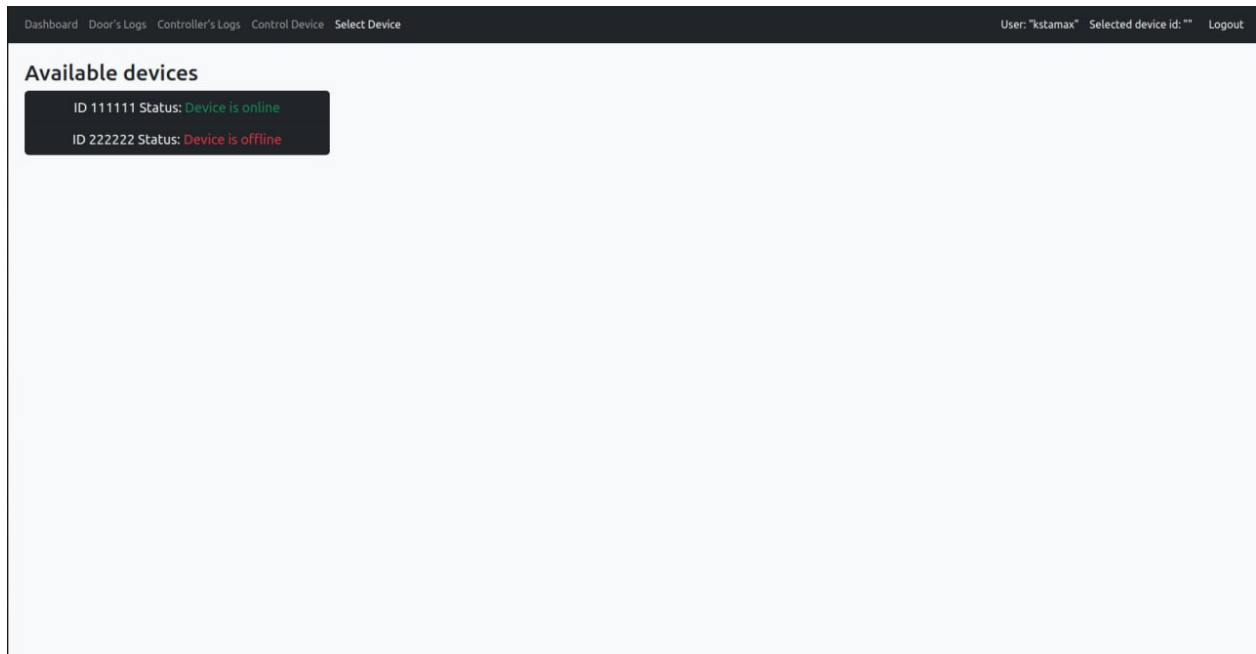 Dashboard Door's Logs Controller's Logs Control Device Select Device User: "kstamax" Selected device id: "" Logout
Available devices
ID 111111 Status: Device is online
ID 222222 Status: Device is offline